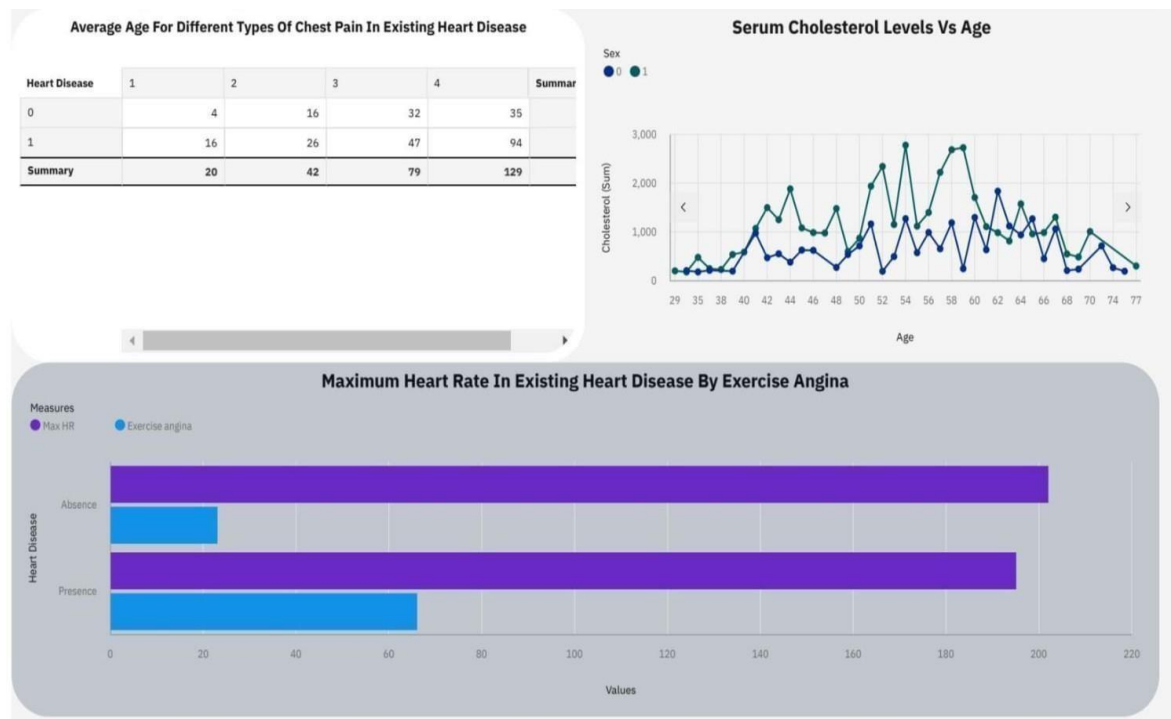 Average Age For Different Types Of Chest Pain In Existing Heart Disease
Heart Disease 1 2 3 4 Summar
0 4 16 32 35
1 16 26 47 94
Summary 20 42 79 129
Serum Cholesterol Levels Vs Age
Sex
0 1
Cholesterol (Sum)
3,000
2,000
1,000
0
29 35 38 40 42 44 46 48 50 52 54 56 58 60 62 64 66 68 70 74 77
Age
Maximum Heart Rate In Existing Heart Disease By Exercise Angina
Measures
Max HR Exercise angina
Heart Disease
Absence
Presence
0 20 40 60 80 100 120 140 160 180 200 220
Values